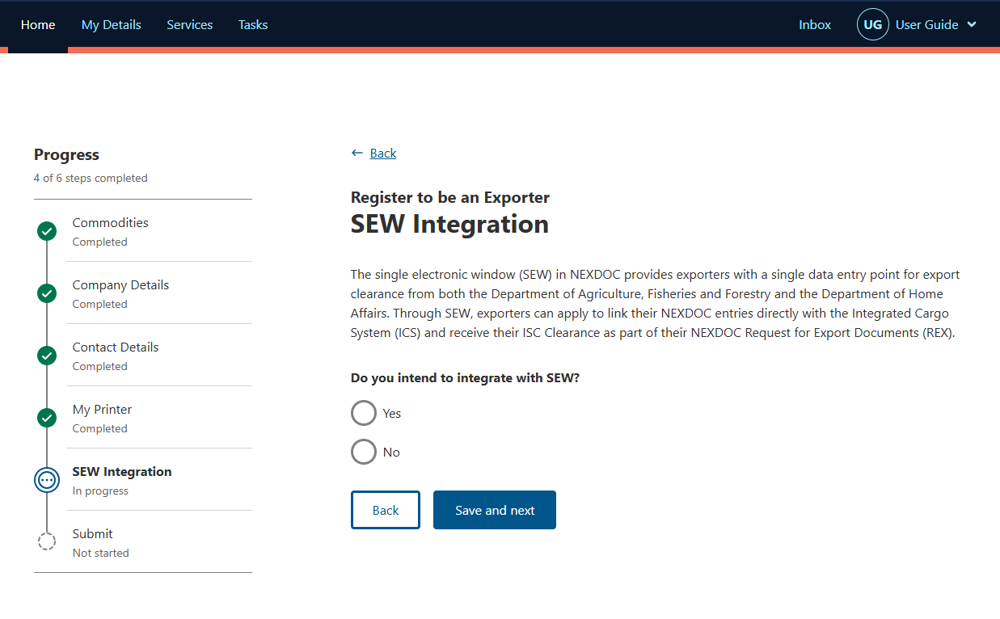 Home My Details Services Tasks Inbox UG User Guide
Progress
4 of 6 steps completed
Commodities
Completed
Company Details
Completed
Contact Details
Completed
My Printer
Completed
SEW Integration
In progress
Submit
Not started
Back
Register to be an Exporter
SEW Integration
The single electronic window (SEW) in NEXDOC provides exporters with a single data entry point for export
clearance from both the Department of Agriculture, Fisheries and Forestry and the Department of Home
Affairs. Through SEW, exporters can apply to link their NEXDOC entries directly with the Integrated Cargo
System (ICS) and receive their ISC Clearance as part of their NEXDOC Request for Export Documents (REX).
Do you intend to integrate with SEW?
Yes
No
Back Save and next